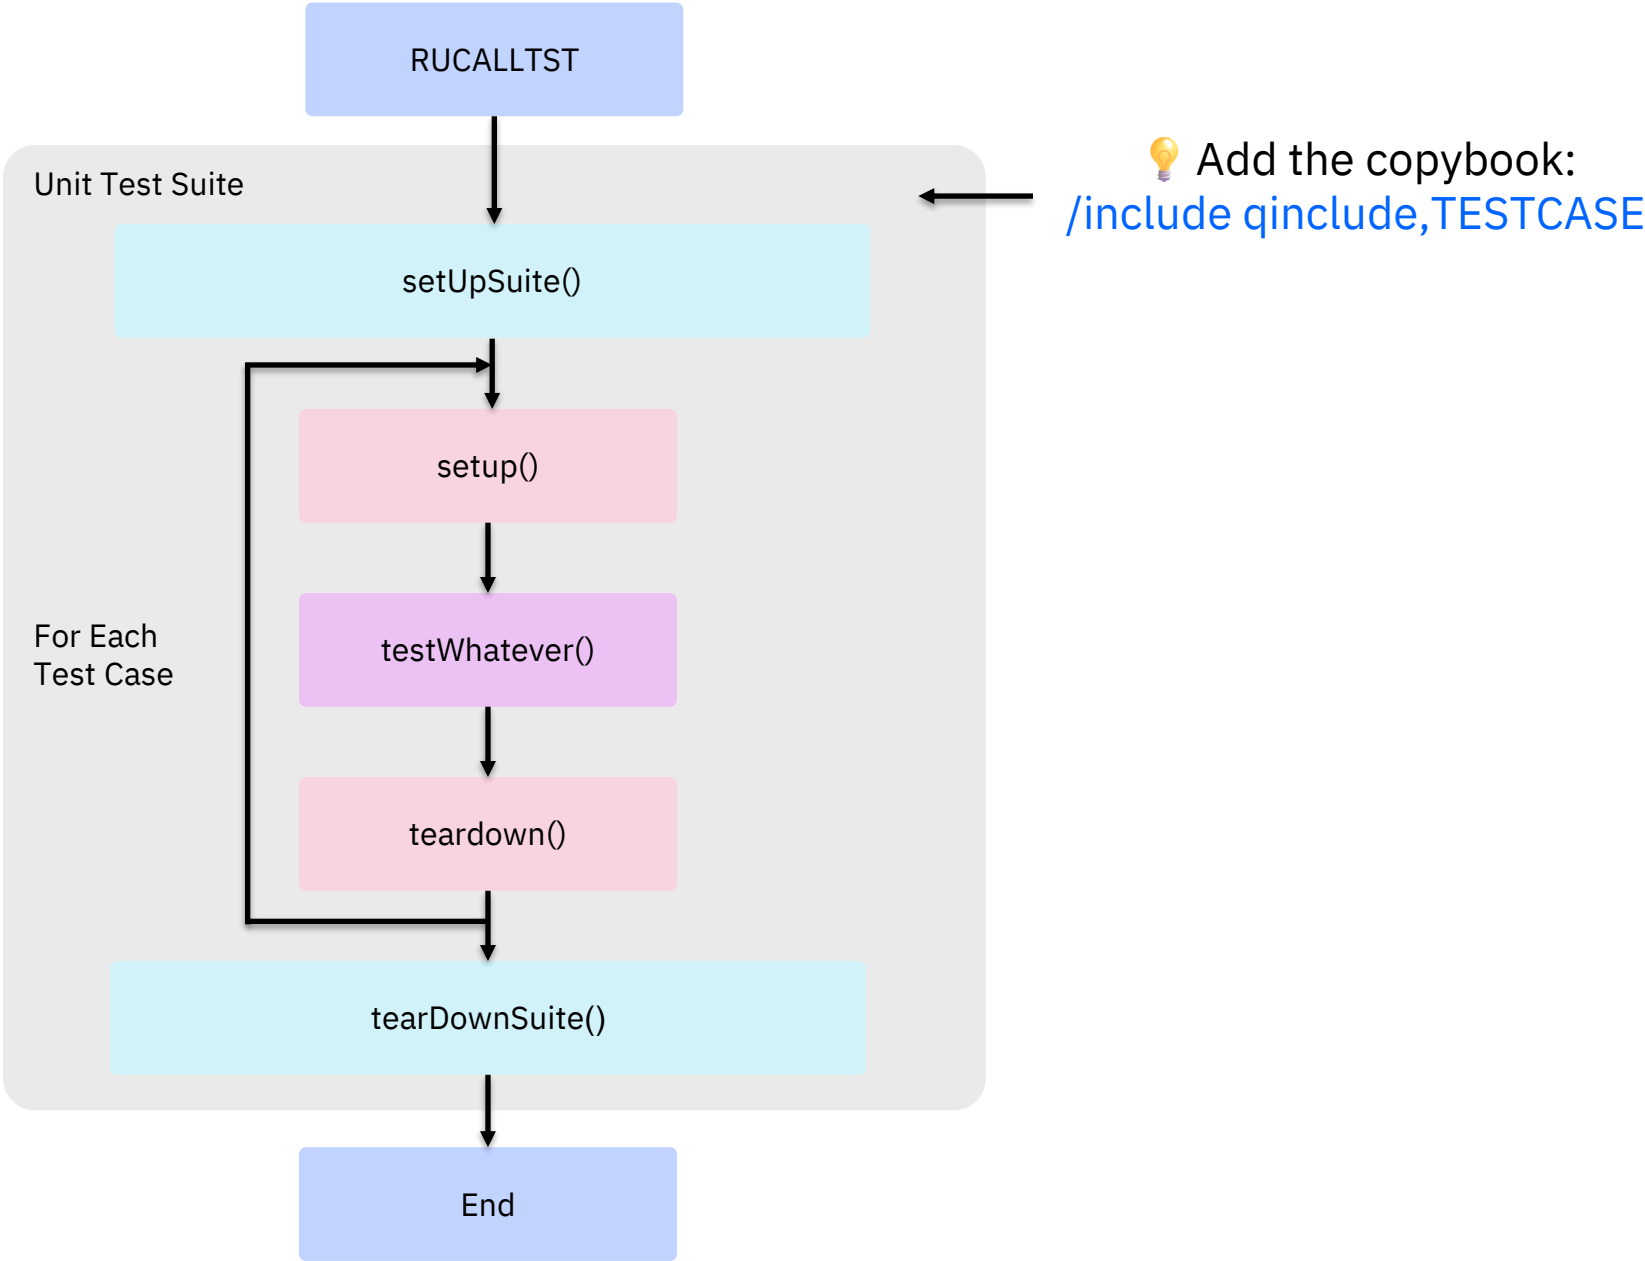 RUCALLTST
💡 Add the copybook:
/include qinclude,TESTCASE
Unit Test Suite
setUpSuite()
setup()
For Each
Test Case
testWhatever()
teardown()
tearDownSuite()
End